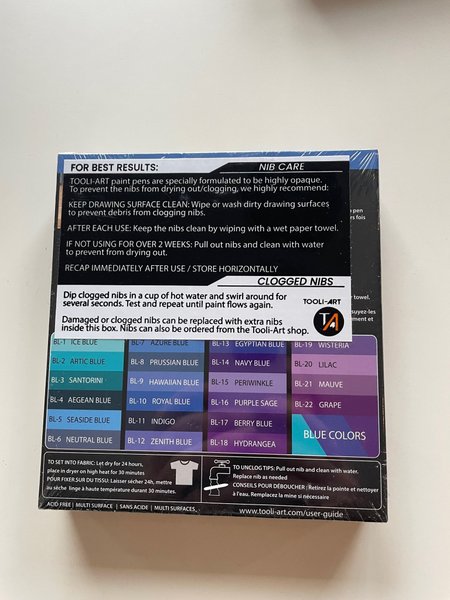 FOR BEST RESULTS:
NIB CARE
TOOLI-ART paint pens are specially formulated to be highly opaque.
To prevent the nibs from drying out/clogging, we highly recommend:
KEEP DRAWING SURFACE CLEAN: Wipe or wash dirty drawing surfaces
to prevent debris from clogging nibs.
AFTER EACH USE: Keep the nibs clean by wiping with a wet paper towel.
IF NOT USING FOR OVER 2 WEEKS: Pull out nibs and clean with water
to prevent from drying out.
RECAP IMMEDIATELY AFTER USE / STORE HORIZONTALLY
CLOGGED NIBS
Dip clogged nibs in a cup of hot water and swirl around for
several seconds. Test and repeat until paint flows again.
Damaged or clogged nibs can be replaced with extra nibs
inside this box. Nibs can also be ordered from the Tooli-Art shop.
TOOLI-ART
TA
pen
fois
towel.
ment et
BL-1 ICE BLUE
BL-2 ARTIC BLUE
BL-3 SANTORINI
BL-4 AEGEAN BLUE
BL-5 SEASIDE BLUE
BL-6 NEUTRAL BLUE
BL-7 AZURE BLUE
BL-8 PRUSSIAN BLUE
BL-9 HAWAIIAN BLUE
BL-10 ROYAL BLUE
BL-11 INDIGO
BL-12 ZENITH BLUE
BL-13 EGYPTIAN BLUE
BL-14 NAVY BLUE
BL-15 PERIWINKLE
BL-16 PURPLE SAGE
BL-17 BERRY BLUE
BL-18 HYDRANGEA
BL-19 WISTERIA
BL-20 LILAC
BL-21 MAUVE
BL-22 GRAPE
BLUE COLORS
TO SET INTO FABRIC: Let dry for 24 hours,
place in dryer on high heat for 30 minutes
POUR FIXER SUR DU TISSU: Laisser sécher 24h, mettre
au sèche linge à haute température durant 30 minutes.
TO UNCLOG TIPS: Pull out nib and clean with water.
Replace nib as needed
CONSEILS POUR DÉBOUCHER : Retirez la pointe et nettoyer
à l'eau. Remplacez la mine si nécessaire
ACID FREE | MULTI SURFACE | SANS ACIDE | MULTI SURFACES
www.tooli-art.com/user-guide